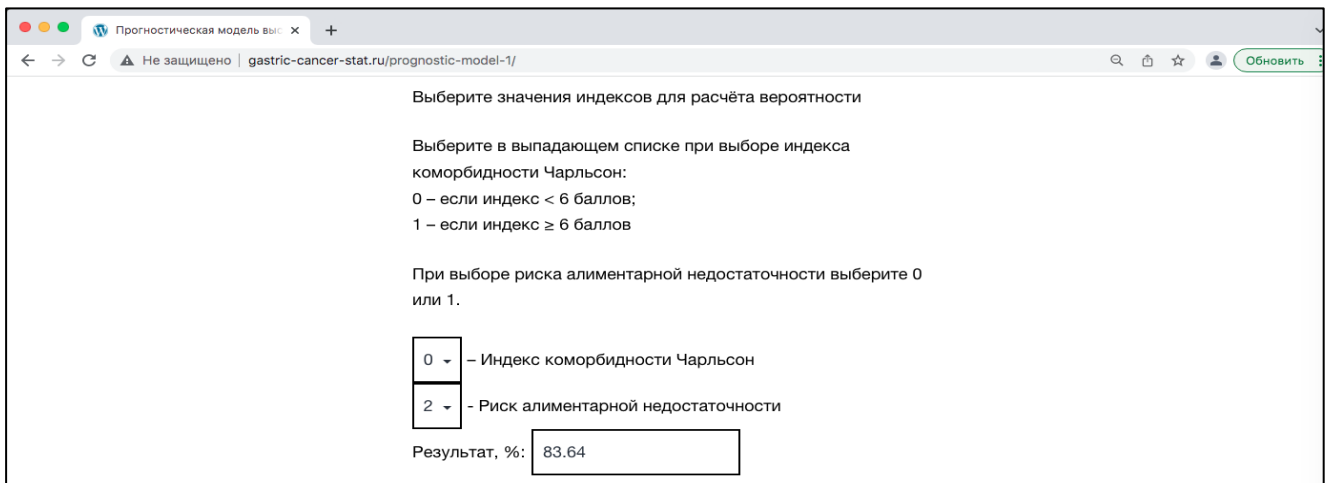 Прогностическая модель выс
Не защищено | gastric-cancer-stat.ru/prognostic-model-1/
Обновить
Выберите значения индексов для расчёта вероятности
Выберите в выпадающем списке при выборе индекса
коморбидности Чарльсон:
0 – если индекс < 6 баллов;
1 – если индекс ≥ 6 баллов
При выборе риска алиментарной недостаточности выберите 0
или 1.
0 – Индекс коморбидности Чарльсон
2 - Риск алиментарной недостаточности
Результат, %: 83.64